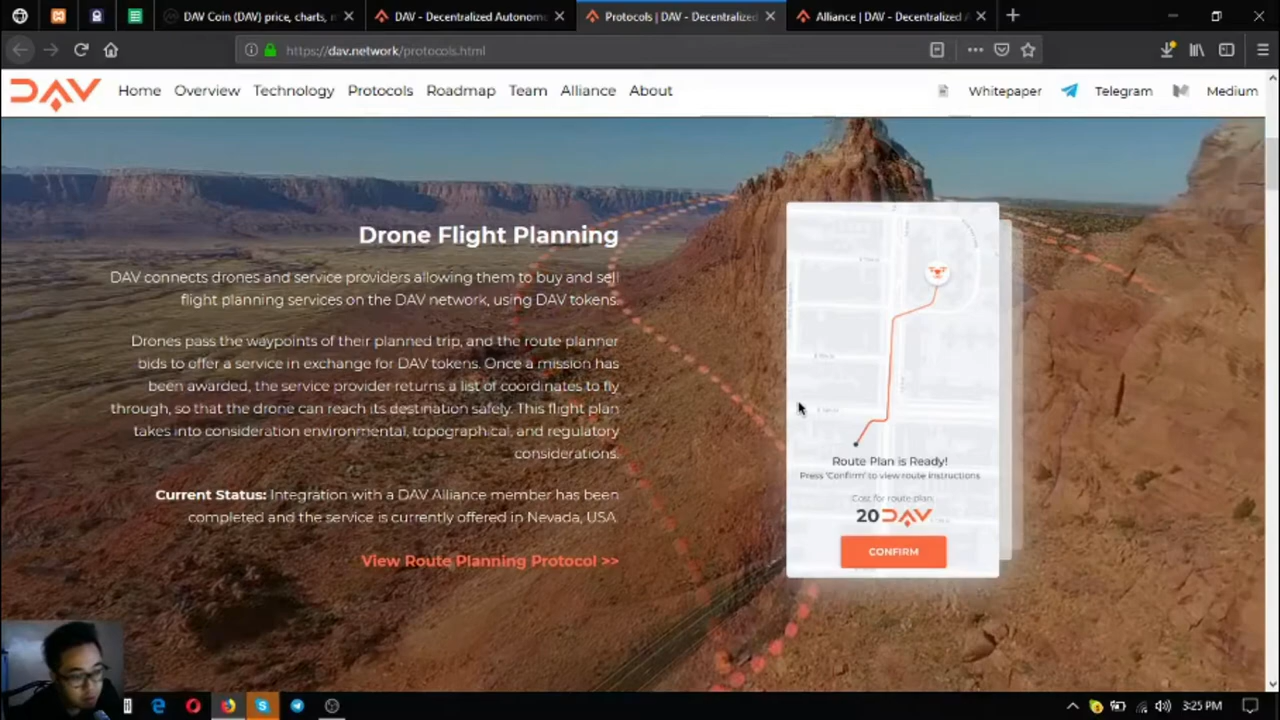 DAV Coin (DAV) price, charts,
DAV - Decentralized Autonomo
Protocols | DAV - Decentralized
Alliance | DAV - Decentralized A
https://dav.network/protocols.html
DAV
Home Overview Technology Protocols Roadmap Team Alliance About Whitepaper Telegram Medium
Drone Flight Planning
DAV connects drones and service providers allowing them to buy and sell
flight planning services on the DAV network, using DAV tokens.
Drones pass the waypoints of their planned trip, and the route planner
bids to offer a service in exchange for DAV tokens. Once a mission has
been awarded, the service provider returns a list of coordinates to fly
through, so that the drone can reach its destination safely. This flight plan
takes into consideration environmental, topographical, and regulatory
considerations.
Current Status: Integration with a DAV Alliance member has been
completed and the service is currently offered in Nevada, USA.
View Route Planning Protocol >>
Route Plan is Ready!
Press 'Confirm' to view route instructions
Cost for route plan:
20 DAV
CONFIRM
3:25 PM